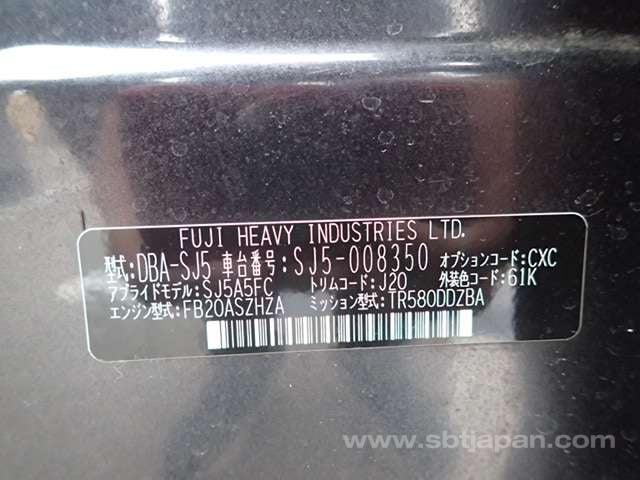 FUJI HEAVY INDUSTRIES LTD.
型式:DBA-SJ5 車台番号:SJ5-008350 オプションコード:CXC
アプライドモデル:SJ5A5FC トリムコード:J20 外装色コード:61K
エンジン型式:FB20ASZHZA ミッション型式:TR580DDZBA
www.sbtjapan.com